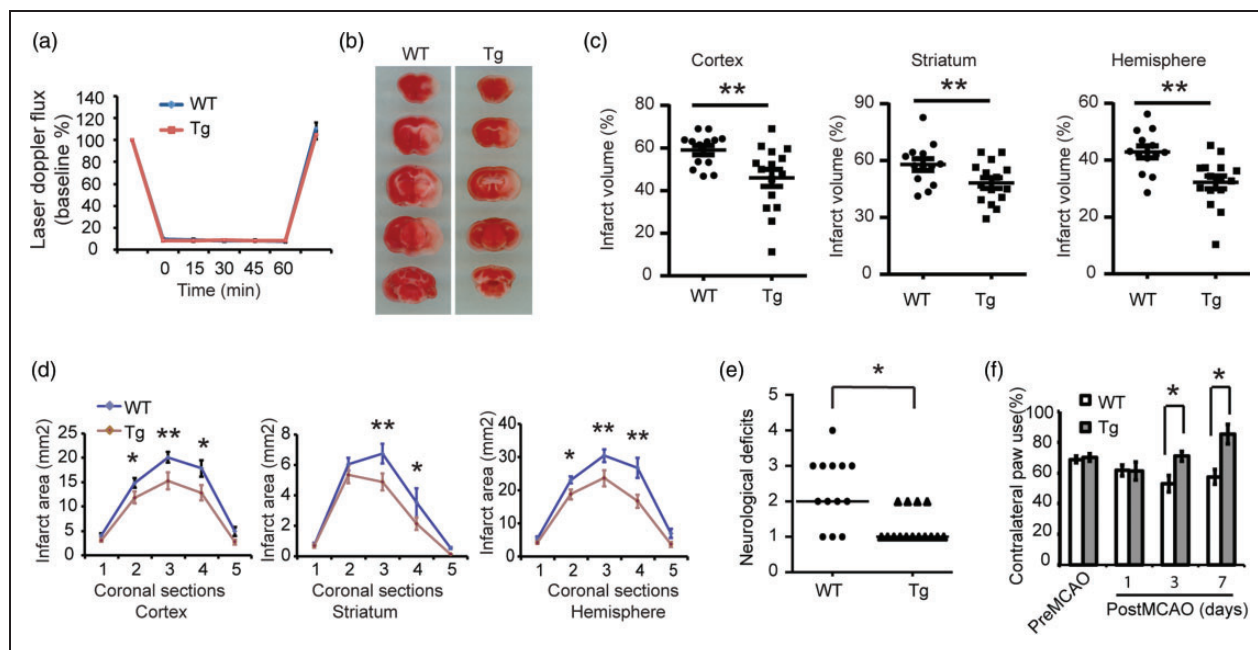 (a)
WT
Tg
Laser doppler flux
(baseline %)
140
120
100
80
60
40
20
0
0 15 30 45 60
Time (min)
(b)
WT Tg
(c)
Cortex
**
Infarct volume (%)
80
60
40
20
0
WT Tg
Striatum
**
Infarct volume (%)
90
60
30
0
WT Tg
Hemisphere
**
Infarct volume (%)
60
40
20
0
WT Tg
(d)
WT
Tg
Infarct area (mm2)
25
20
15
10
5
0
* ** *
1 2 3 4 5
Coronal sections
Cortex
Infarct area (mm2)
8
6
4
2
0
** *
1 2 3 4 5
Coronal sections
Striatum
Infarct area (mm2)
40
30
20
10
0
* ** **
1 2 3 4 5
Coronal sections
Hemisphere
(e)
*
Neurological deficits
5
4
3
2
1
0
WT Tg
(f)
WT
Tg
* *
Contralateral paw use(%)
100
80
60
40
20
0
PreMCAO
1 3 7
PostMCAO (days)